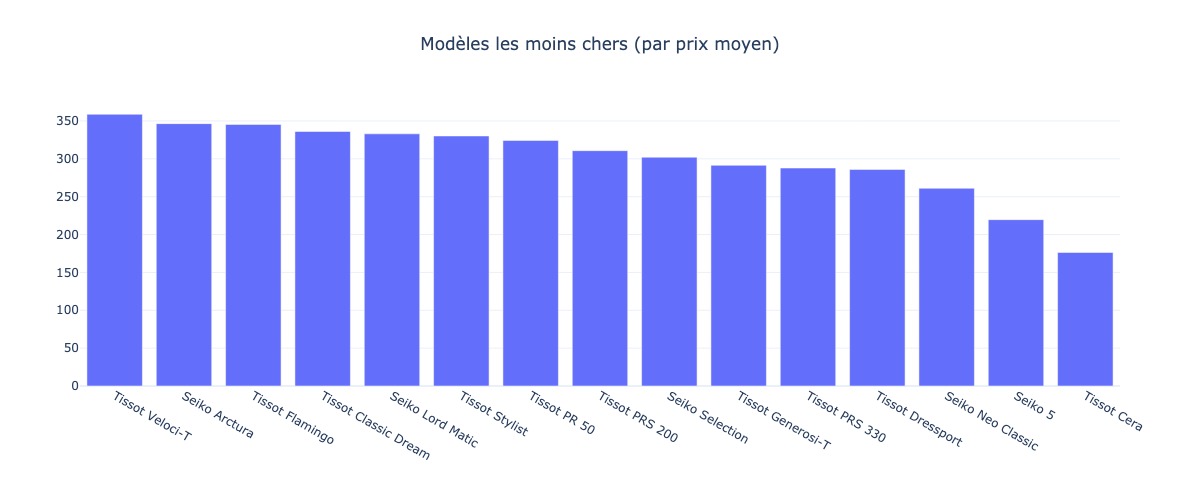 Modèles les moins chers (par prix moyen)
350
300
250
200
150
100
50
0
Tissot Veloci-T
Seiko Arctura
Tissot Flamingo
Tissot Classic Dream
Seiko Lord Matic
Tissot Stylist
Tissot PR 50
Tissot PRS 200
Seiko Selection
Tissot Generosi-T
Tissot PRS 330
Tissot Dressport
Seiko Neo Classic
Seiko 5
Tissot Cera